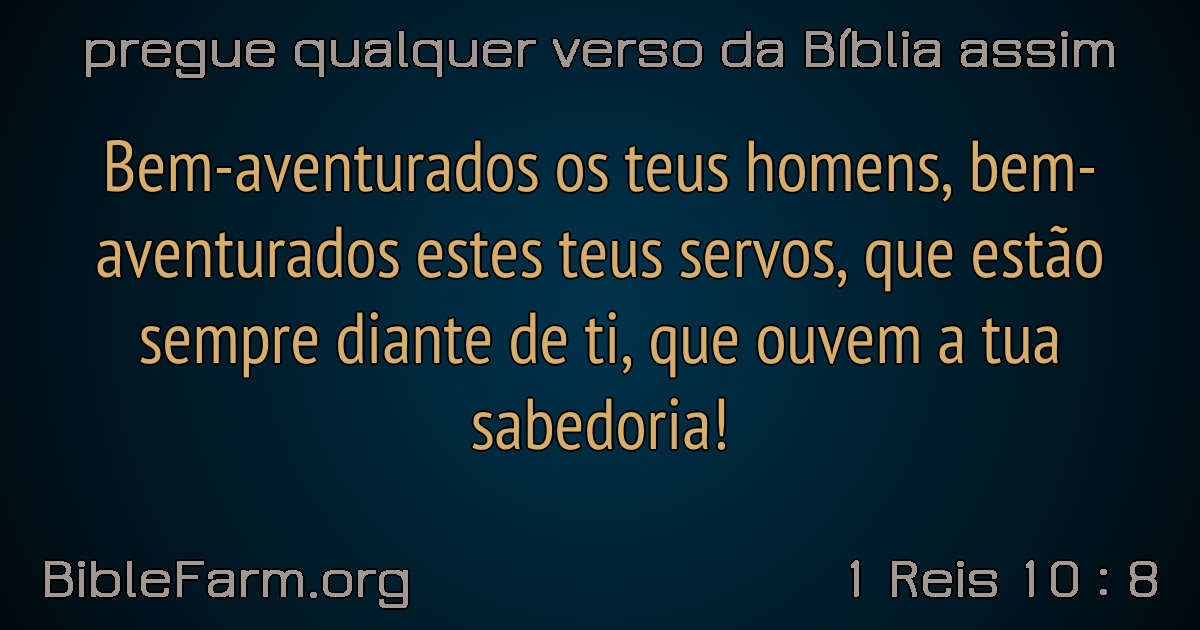 pregue qualquer verso da Bíblia assim
Bem-aventurados os teus homens, bem-
aventurados estes teus servos, que estão
sempre diante de ti, que ouvem a tua
sabedoria!
BibleFarm.org
1 Reis 10 : 8